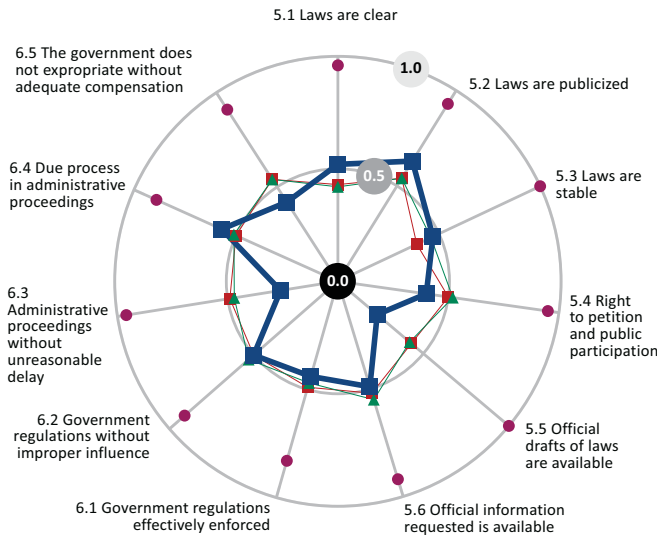 5.1 Laws are clear
1.0
5.2 Laws are publicized
5.3 Laws are
stable
5.4 Right
to petition
and public
participation
5.5 Official
drafts of laws
are available
5.6 Official information
requested is available
6.1 Government regulations
effectively enforced
6.2 Government
regulations without
improper influence
6.3
Administrative
proceedings
without
unreasonable
delay
6.4 Due process
in administrative
proceedings
6.5 The government does
not expropriate without
adequate compensation
0.5
0.0